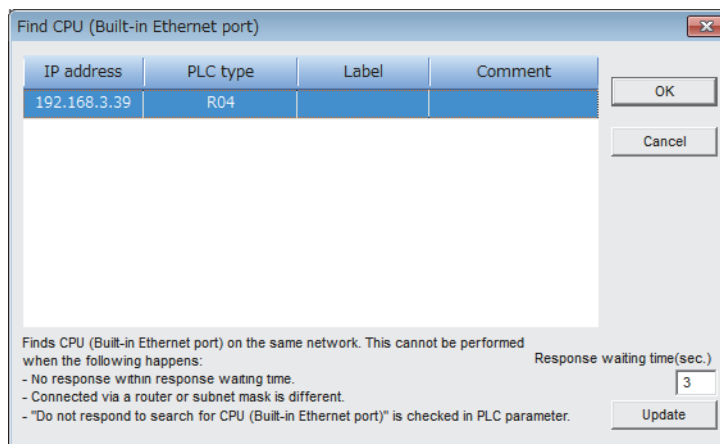 Find CPU (Built-in Ethernet port)
IP address PLC type Label Comment
192.168.3.39 R04
OK
Cancel
Finds CPU (Built-in Ethernet port) on the same network. This cannot be performed
when the following happens:
- No response within response waiting time.
- Connected via a router or subnet mask is different.
- "Do not respond to search for CPU (Built-in Ethernet port)" is checked in PLC parameter.
Response waiting time(sec.)
3
Update